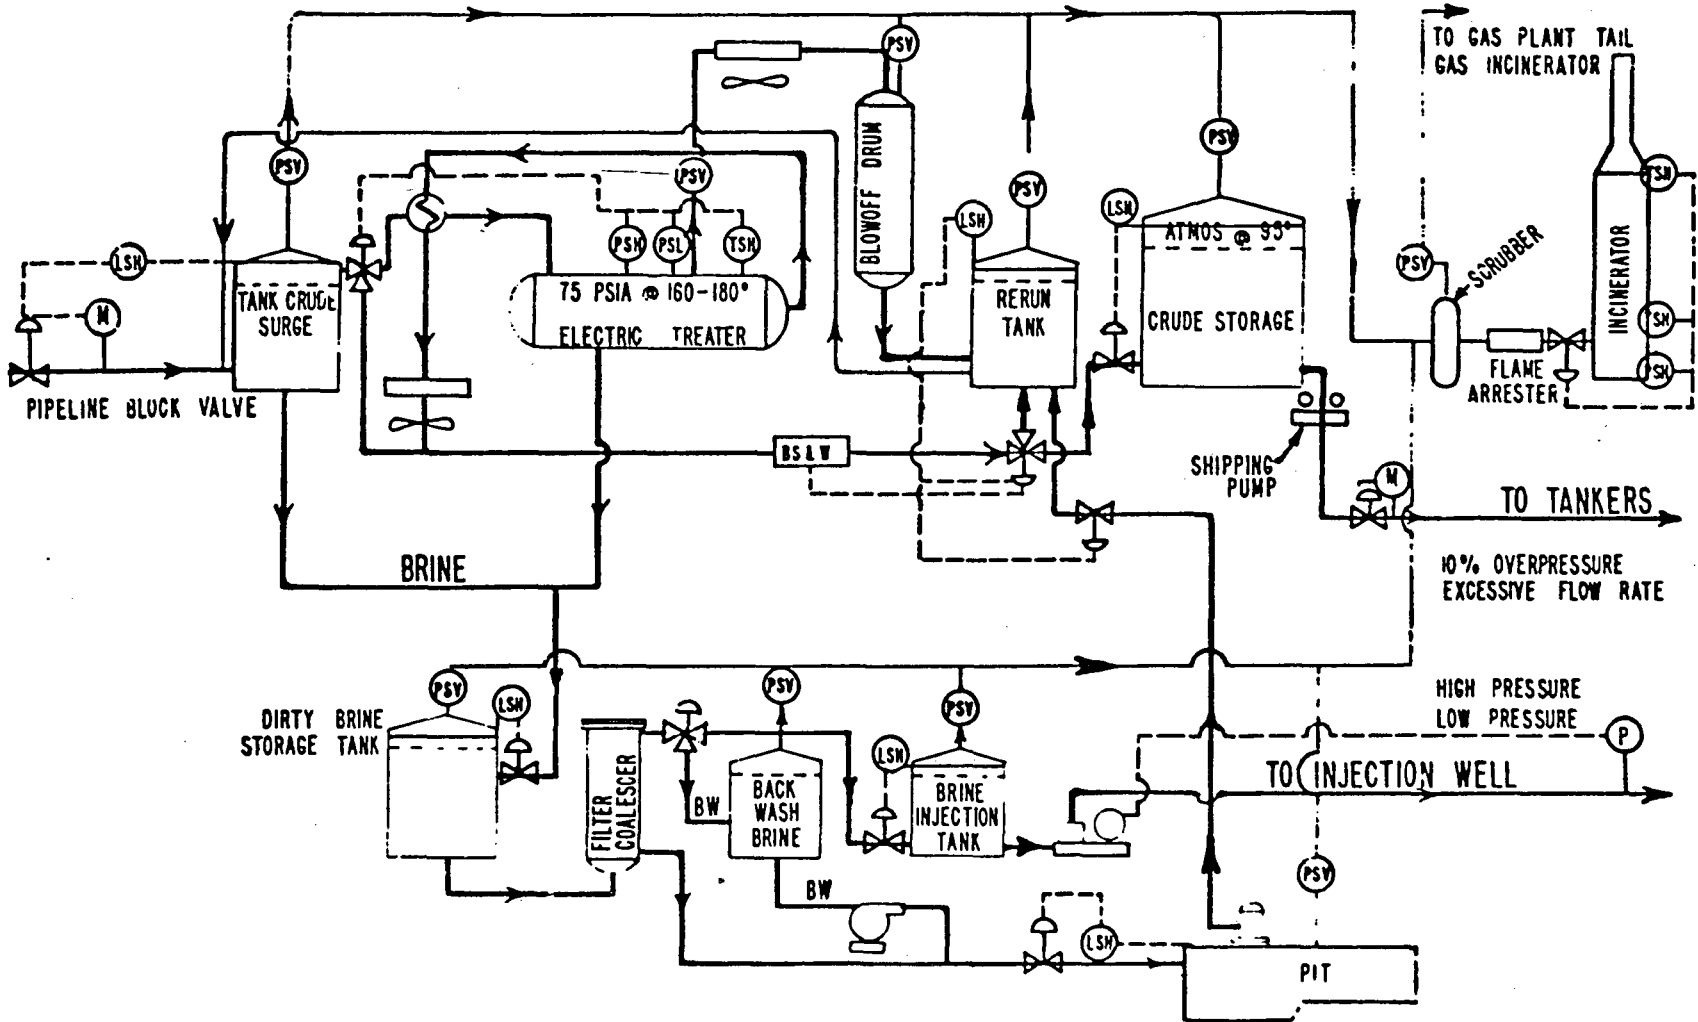 TO GAS PLANT TAIL
GAS INCINERATOR
PSV
BLOWOFF DRUM
PSV
PSV
PSV
PSV
LSH
LSH
ATMOS @ 95°
CRUDE STORAGE
PSV
SCRUBBER
INCINERATOR
TSH
FLAME
ARRESTER
LSH
M
TANK CRUDE
SURGE
PIPELINE BLOCK VALVE
PSH
PSL
TSH
75 PSIA @ 160-180°
ELECTRIC TREATER
RERUN
TANK
BS & W
SHIPPING
PUMP
M
TO TANKERS
10% OVERPRESSURE
EXCESSIVE FLOW RATE
BRINE
PSV
LSH
DIRTY BRINE
STORAGE TANK
FILTER
COALESCER
BW
PSV
BACK
WASH
BRINE
BW
LSH
PSV
BRINE
INJECTION
TANK
HIGH PRESSURE
LOW PRESSURE
P
TO INJECTION WELL
PSV
LSH
PIT